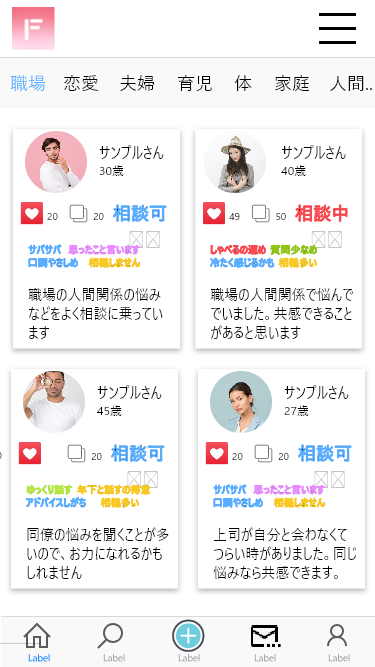 F
職場 恋愛 夫婦 育児 体 家庭 人間..
サンプルさん
30歳
20 20 相談可
サバサバ 思ったこと言います
口調やさしめ 相槌しません
職場の人間関係の悩み
などをよく相談に乗ってい
ます
サンプルさん
40歳
49 50 相談中
しゃべるの速め 質問少なめ
冷たく感じるかも 相槌多い
職場の人間関係で悩んで
でいました。共感できること
があると思います
サンプルさん
45歳
20 相談可
ゆっくり話す 年下と話すの得意
アドバイスしがち 相槌多い
同僚の悩みを聞くことが多
いので、お力になれるかも
しれません
サンプルさん
27歳
20 20 相談可
サバサバ 思ったこと言います
口調やさしめ 相槌しません
上司が自分と会わなくて
つらい時がありました。同じ
悩みなら共感できます。
Label Label Label Label Label